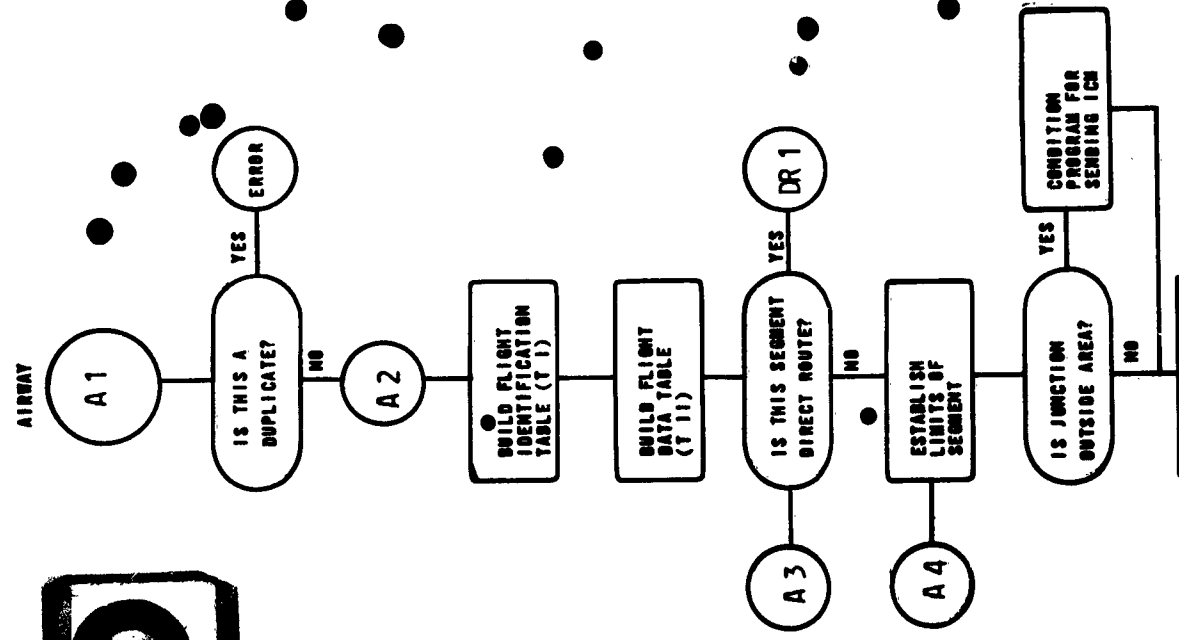 AIRWAY
A 1
IS THIS A
DUPLICATE?
YES
ERROR
NO
A 2
BUILD FLIGHT
IDENTIFICATION
TABLE (T I)
BUILD FLIGHT
DATA TABLE
(T II)
A 3
IS THIS SEGMENT
DIRECT ROUTE?
YES
DR 1
NO
A 4
ESTABLISH
LIMITS OF
SEGMENT
IS JUNCTION
OUTSIDE AREA?
YES
CONDITION
PROGRAM FOR
SENDING ICM
NO